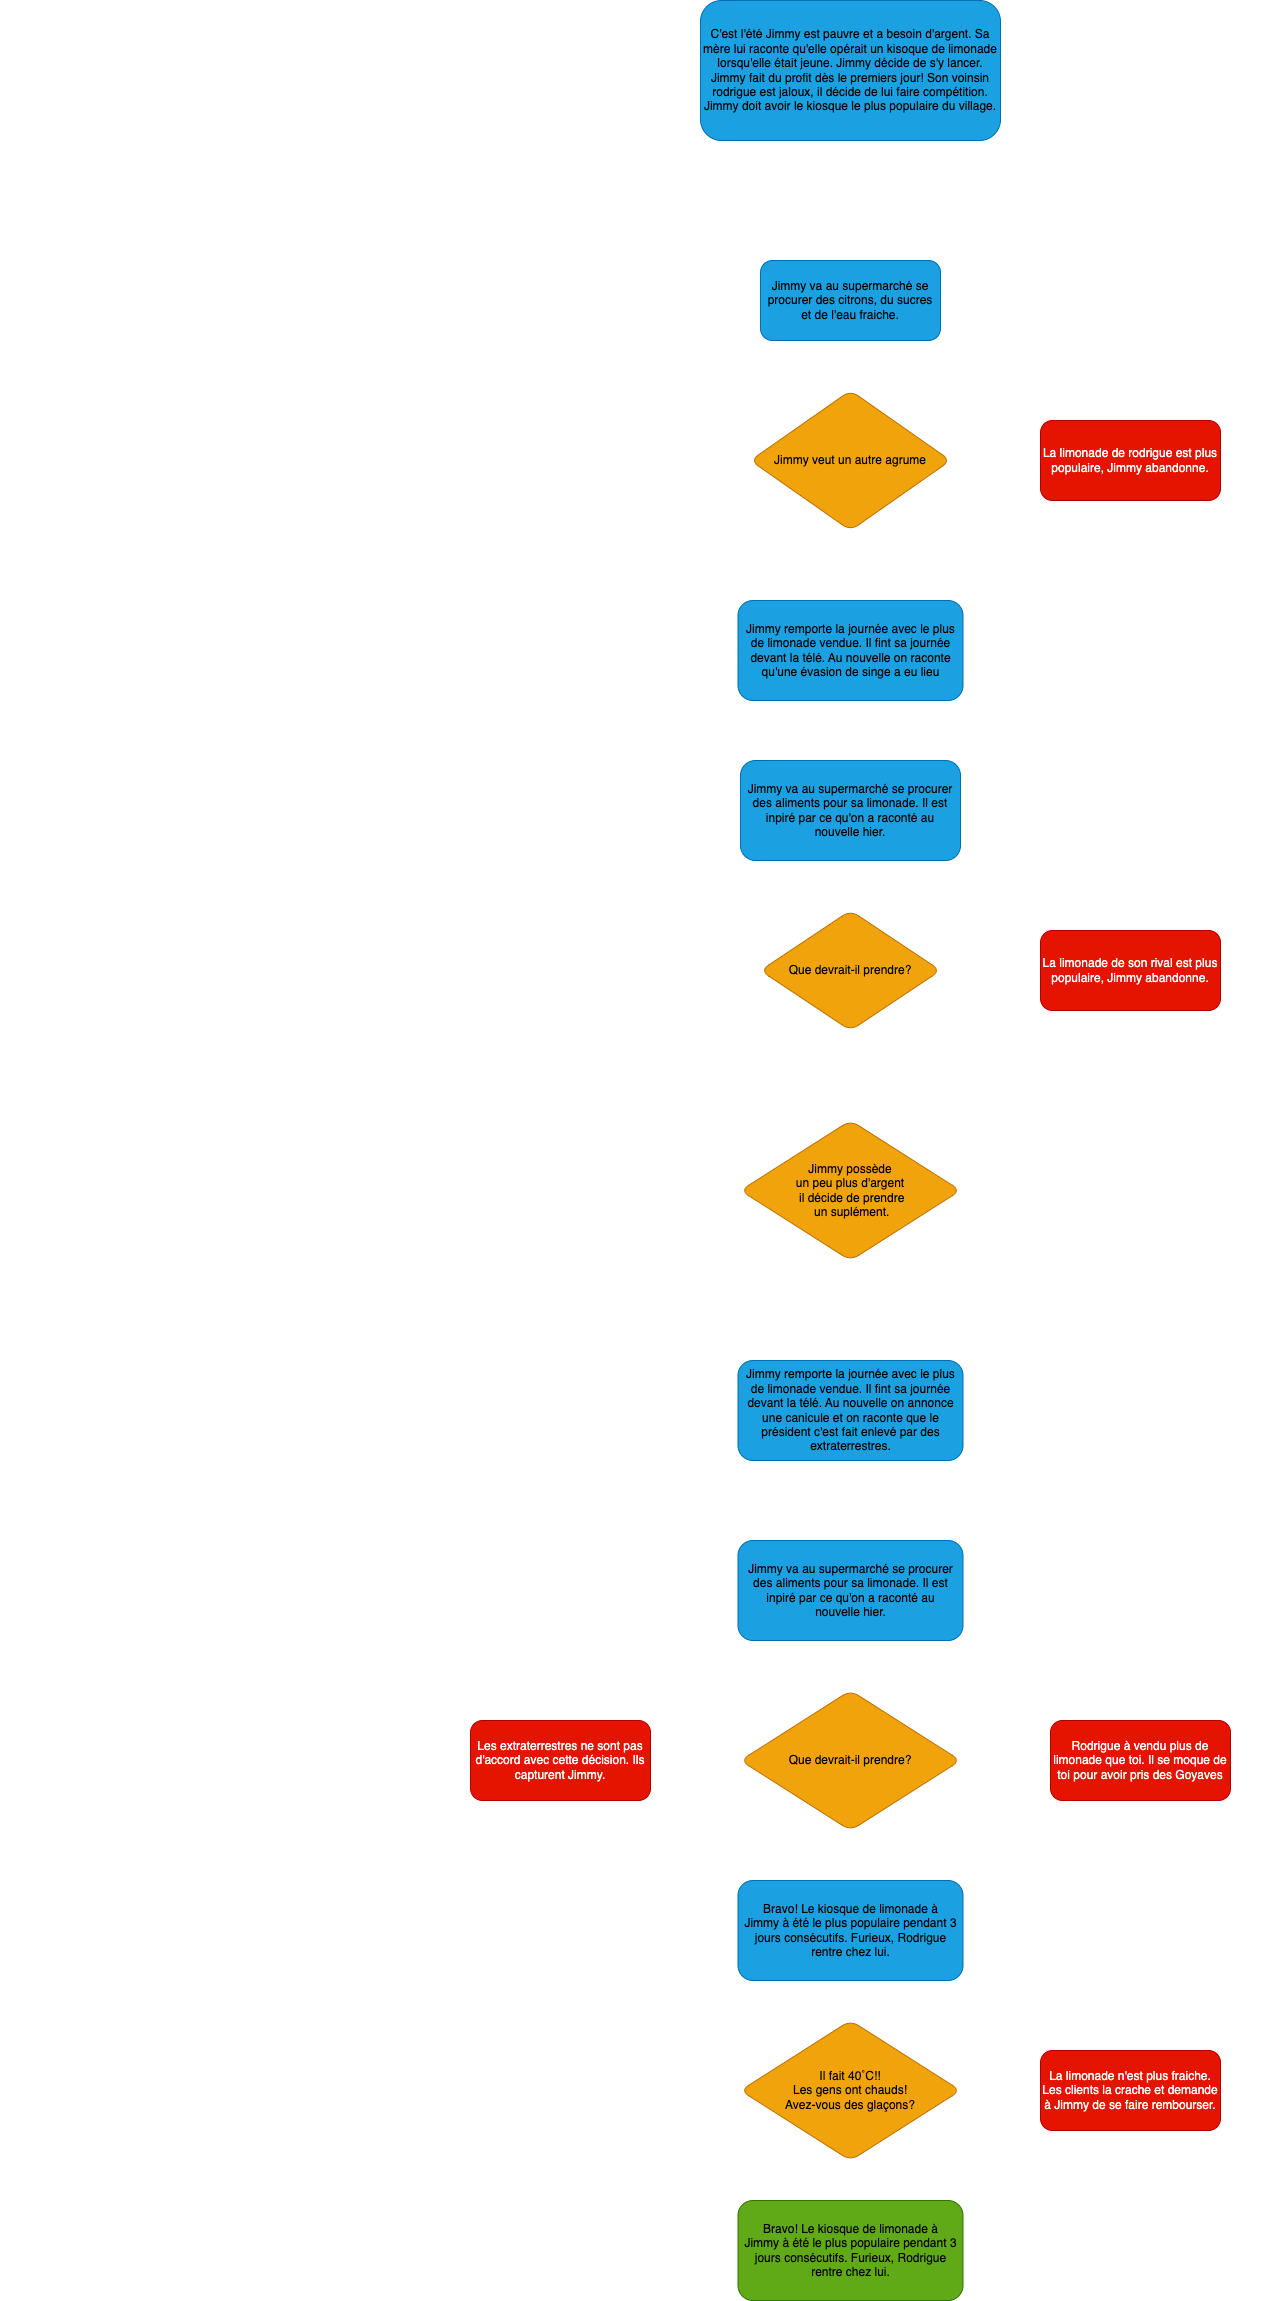 C'est l'été Jimmy est pauvre et a besoin d'argent. Sa
mère lui raconte qu'elle opérait un kisoque de limonade
lorsqu'elle était jeune. Jimmy décide de s'y lancer.
Jimmy fait du profit dès le premiers jour! Son voinsin
rodrigue est jaloux, il décide de lui faire compétition.
Jimmy doit avoir le kiosque le plus populaire du village.
Jimmy va au supermarché se
procurer des citrons, du sucres
et de l'eau fraiche.
Jimmy veut un autre agrume
La limonade de rodrigue est plus
populaire, Jimmy abandonne.
Jimmy remporte la journée avec le plus
de limonade vendue. Il fint sa journée
devant la télé. Au nouvelle on raconte
qu'une évasion de singe a eu lieu
Jimmy va au supermarché se procurer
des aliments pour sa limonade. Il est
inpiré par ce qu'on a raconté au
nouvelle hier.
Que devrait-il prendre?
La limonade de son rival est plus
populaire, Jimmy abandonne.
Jimmy possède
un peu plus d'argent
il décide de prendre
un suplément.
Jimmy remporte la journée avec le plus
de limonade vendue. Il fint sa journée
devant la télé. Au nouvelle on annonce
une canicule et on raconte que le
président c'est fait enlevé par des
extraterrestres.
Jimmy va au supermarché se procurer
des aliments pour sa limonade. Il est
inpiré par ce qu'on a raconté au
nouvelle hier.
Les extraterrestres ne sont pas
d'accord avec cette décision. Ils
capturent Jimmy.
Que devrait-il prendre?
Rodrigue à vendu plus de
limonade que toi. Il se moque de
toi pour avoir pris des Goyaves
Bravo! Le kiosque de limonade à
Jimmy à été le plus populaire pendant 3
jours consécutifs. Furieux, Rodrigue
rentre chez lui.
Il fait 40°C!!
Les gens ont chauds!
Avez-vous des glaçons?
La limonade n'est plus fraiche.
Les clients la crache et demande
à Jimmy de se faire rembourser.
Bravo! Le kiosque de limonade à
Jimmy à été le plus populaire pendant 3
jours consécutifs. Furieux, Rodrigue
rentre chez lui.